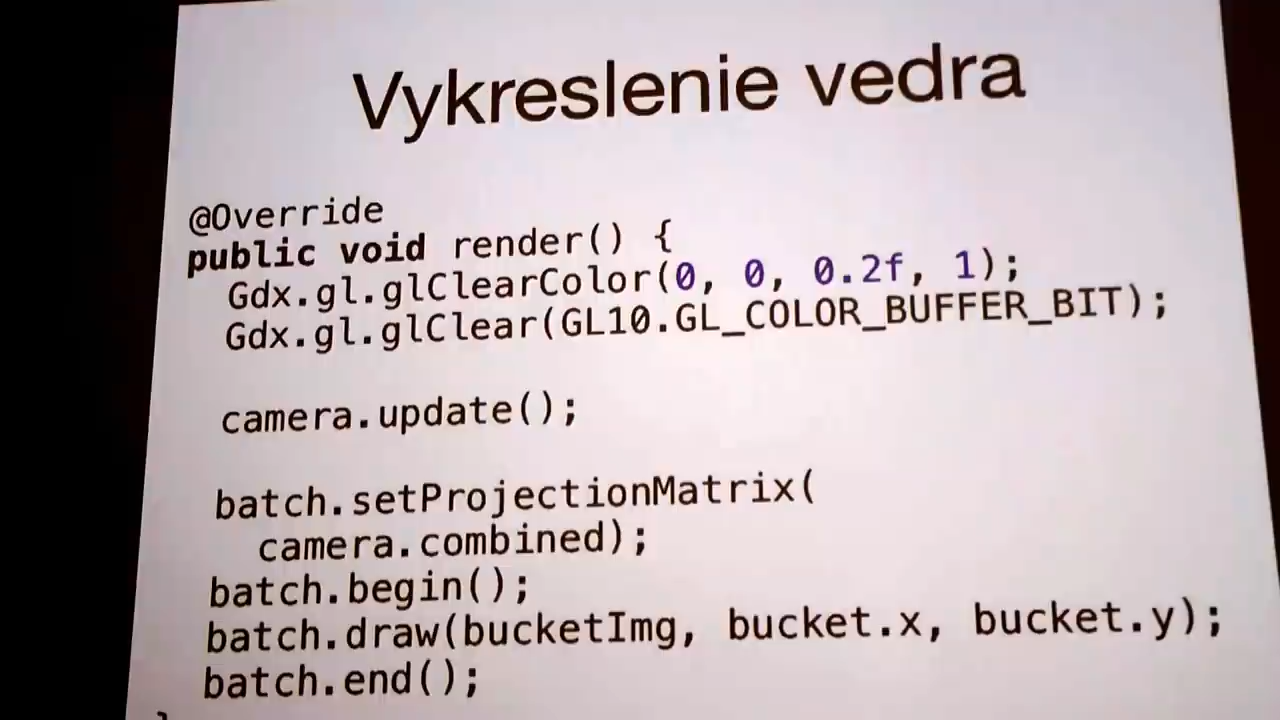 Vykreslenie vedra
@Override
public void render() {
Gdx.gl.glClearColor(0, 0, 0.2f, 1);
Gdx.gl.glClear(GL10.GL_COLOR_BUFFER_BIT);
camera.update();
batch.setProjectionMatrix(
camera.combined);
batch.begin();
batch.draw(bucketImg, bucket.x, bucket.y);
batch.end();
}